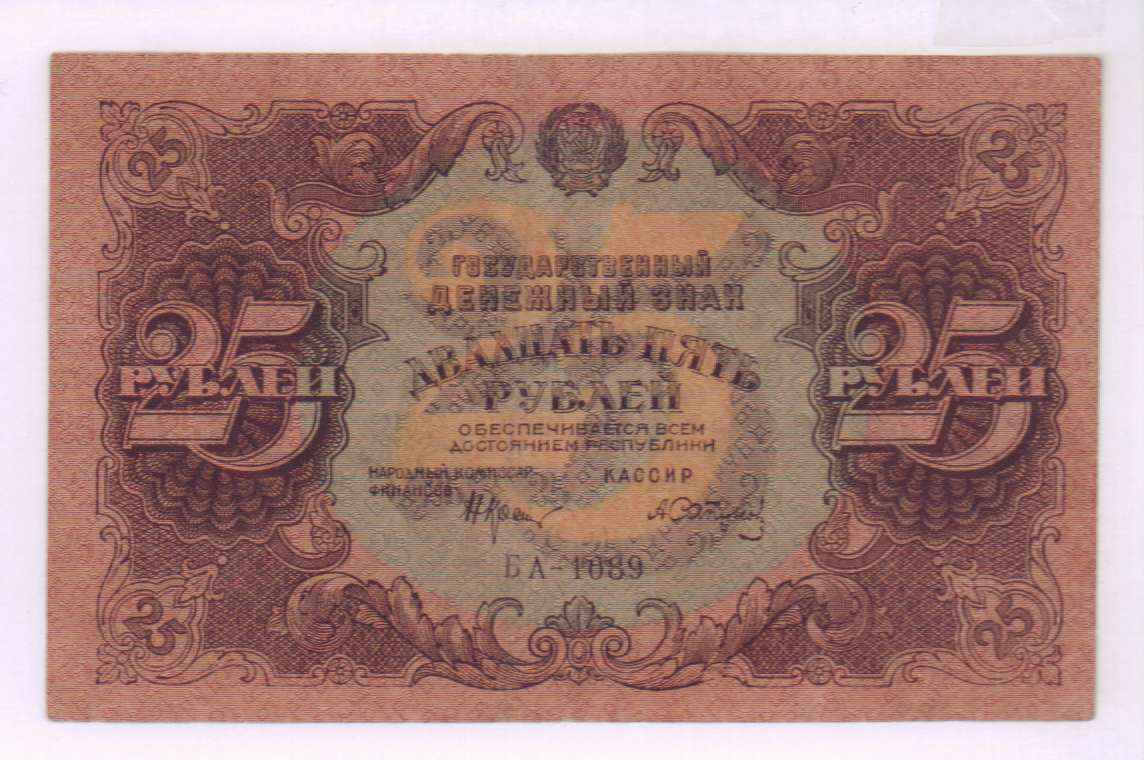 25
25
ГОСУДАРСТВЕННЫЙ
ДЕНЕЖНЫЙ ЗНАК
25
25
25
РУБЛЕЙ
РУБЛЕЙ
ДВАДЦАТЬ ПЯТЬ
РУБЛЕЙ
ОБЕСПЕЧИВАЕТСЯ ВСЕМ
ДОСТОЯНИЕМ РЕСПУБЛИКИ
НАРОДНЫЙ КОМИССАР
ФИНАНСОВ
КАССИР
БА-1089
25
25